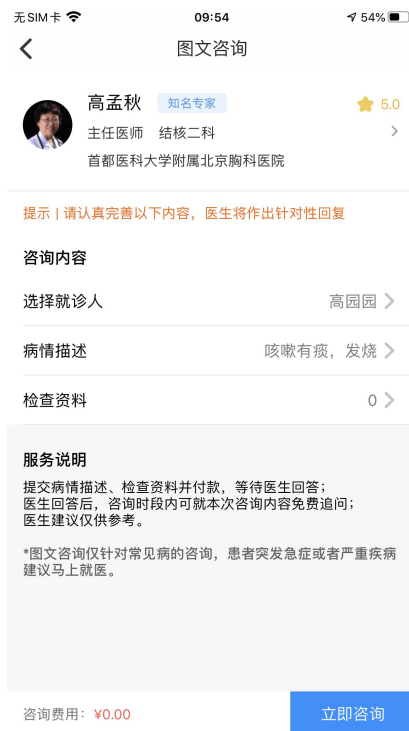 无SIM卡 09:54 54%
图文咨询
高孟秋 知名专家 5.0
主任医师 结核二科
首都医科大学附属北京胸科医院
提示 | 请认真完善以下内容，医生将作出针对性回复
咨询内容
选择就诊人 高园园
病情描述 咳嗽有痰，发烧
检查资料 0
服务说明
提交病情描述、检查资料并付款，等待医生回答；
医生回答后，咨询时段内可就本次咨询内容免费追问；
医生建议仅供参考。
*图文咨询仅针对常见病的咨询，患者突发急症或者严重疾病
建议马上就医。
咨询费用：¥0.00 立即咨询